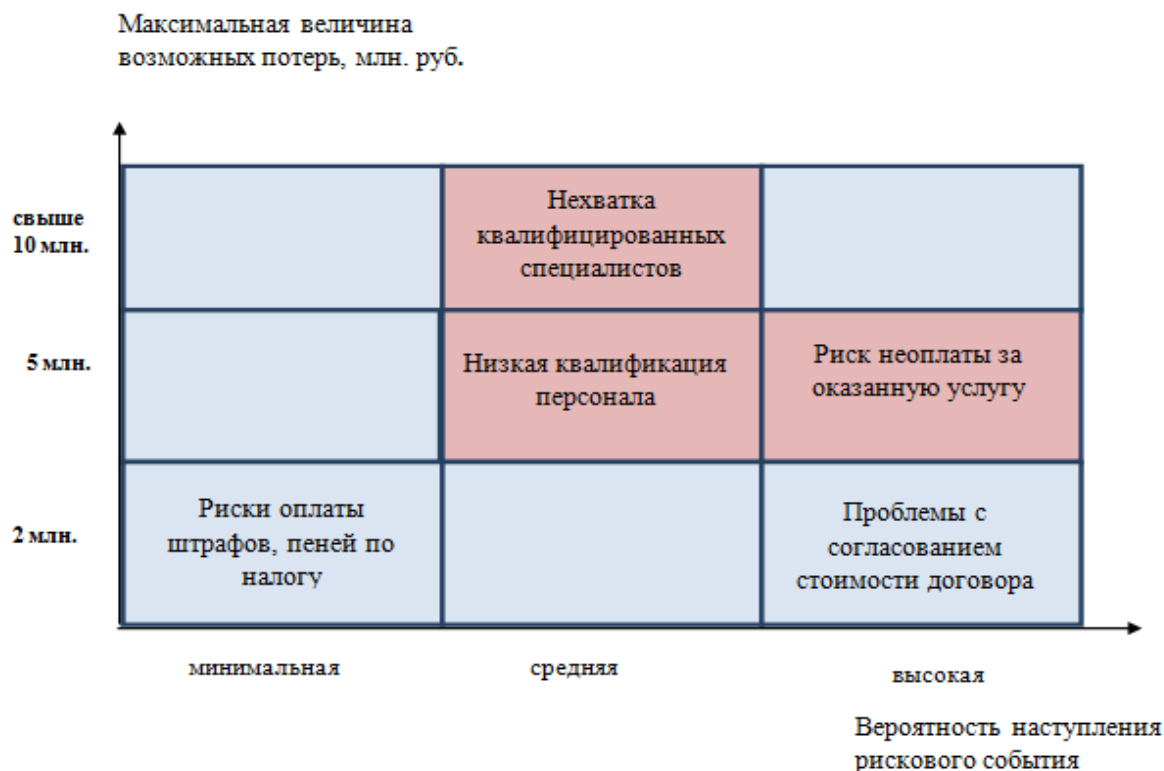 Максимальная величина
возможных потерь, млн. руб.
свыше
10 млн.
Нехватка
квалифицированных
специалистов
5 млн.
Низкая квалификация
персонала
Риск неоплаты за
оказанную услугу
2 млн.
Риски оплаты
штрафов, пеней по
налогу
Проблемы с
согласованием
стоимости договора
минимальная
средняя
высокая
Вероятность наступления
рискового события